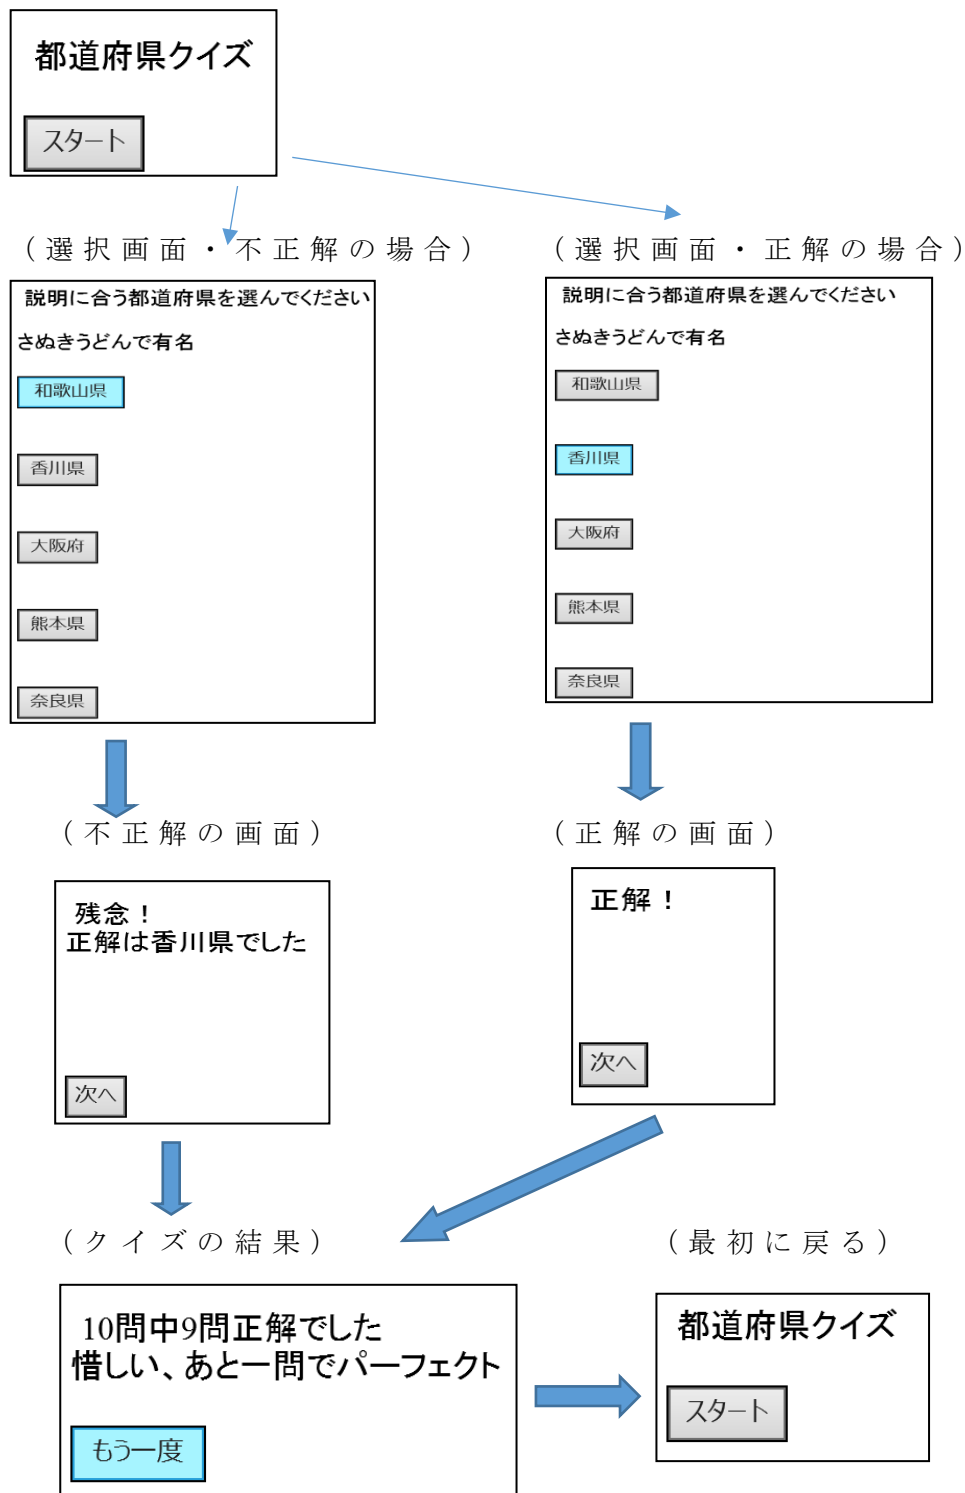 都道府県クイズ
スタート
(選択画面・不正解の場合)
(選択画面・正解の場合)
説明に合う都道府県を選んでください
さぬきうどんで有名
和歌山県
香川県
大阪府
熊本県
奈良県
説明に合う都道府県を選んでください
さぬきうどんで有名
和歌山県
香川県
大阪府
熊本県
奈良県
(不正解の画面)
(正解の画面)
残念！
正解は香川県でした
次へ
正解！
次へ
(クイズの結果)
(最初に戻る)
10問中9問正解でした
惜しい、あと一問でパーフェクト
もう一度
都道府県クイズ
スタート